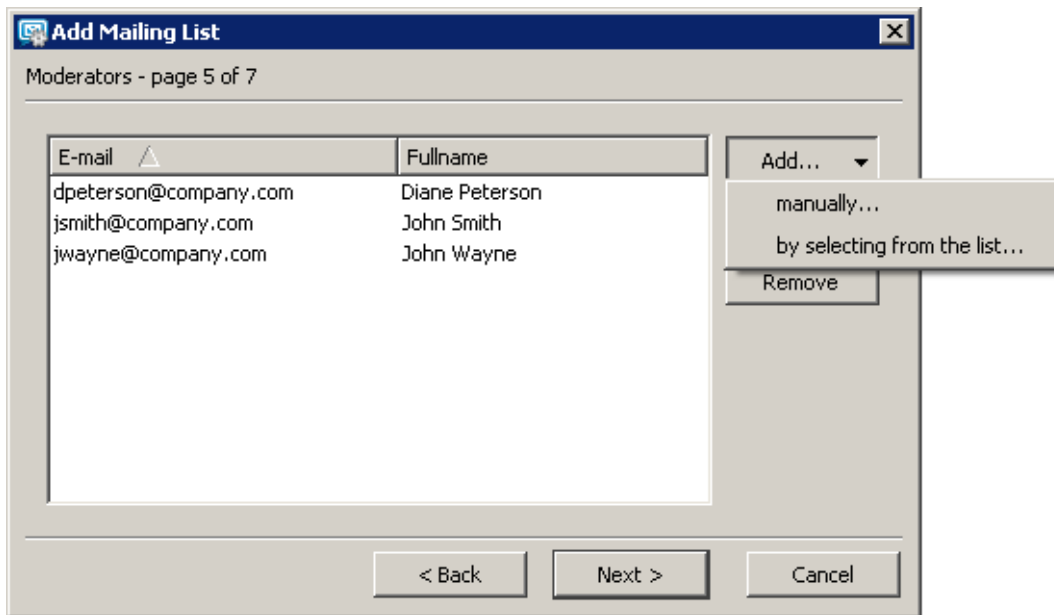 Add Mailing List
Moderators - page 5 of 7
E-mail Fullname
dpeterson@company.com Diane Peterson
jsmith@company.com John Smith
jwayne@company.com John Wayne
Add...
manually...
by selecting from the list...
Remove
< Back Next > Cancel